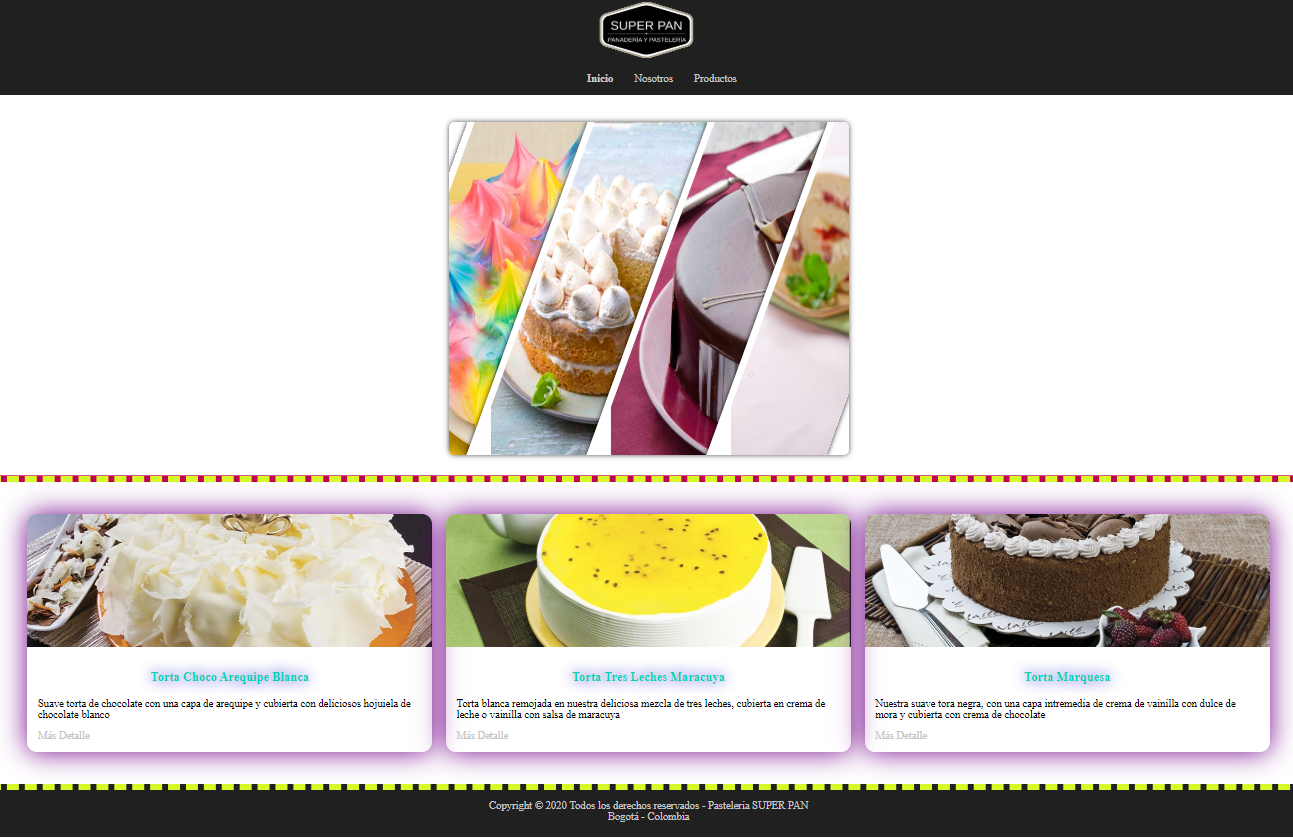 SUPER PAN
PANADERIA Y PASTELERIA
Inicio Nosotros Productos
Torta Choco Arequipe Blanca
Suave torta de chocolate con una capa de arequipe y cubierta con deliciosos hojuiela de
chocolate blanco
Más Detalle
Torta Tres Leches Maracuya
Torta blanca remojada en nuestra deliciosa mezcla de tres leches, cubierta en crema de
leche o vainilla con salsa de maracuya
Más Detalle
Torta Marquesa
Nuestra suave tora negra, con una capa intremedia de crema de vainilla con dulce de
mora y cubierta con crema de chocolate
Más Detalle
Copyright © 2020 Todos los derechos reservados - Pasteleria SUPER PAN
Bogotá - Colombia